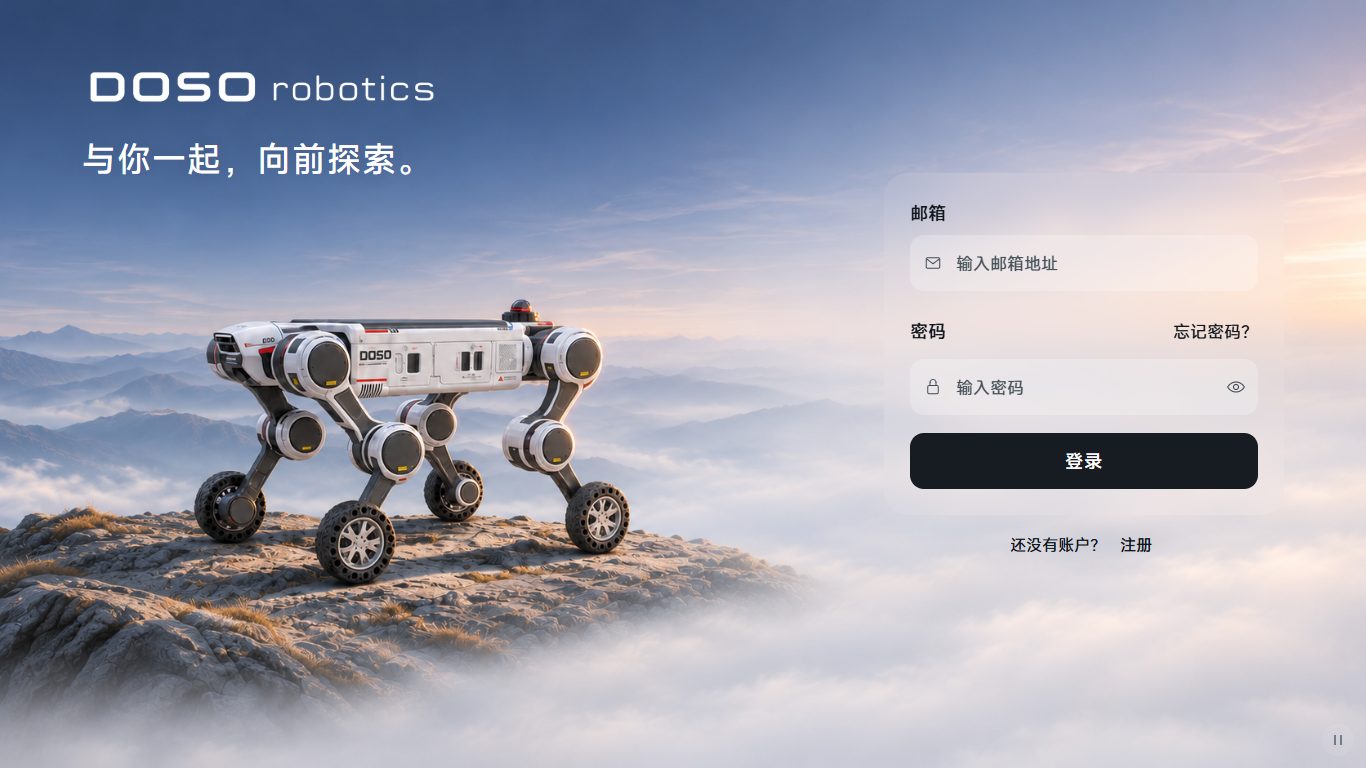 DOSO robotics
与你一起，向前探索。
邮箱
输入邮箱地址
密码 忘记密码？
输入密码
登录
还没有账户？ 注册
DOSO